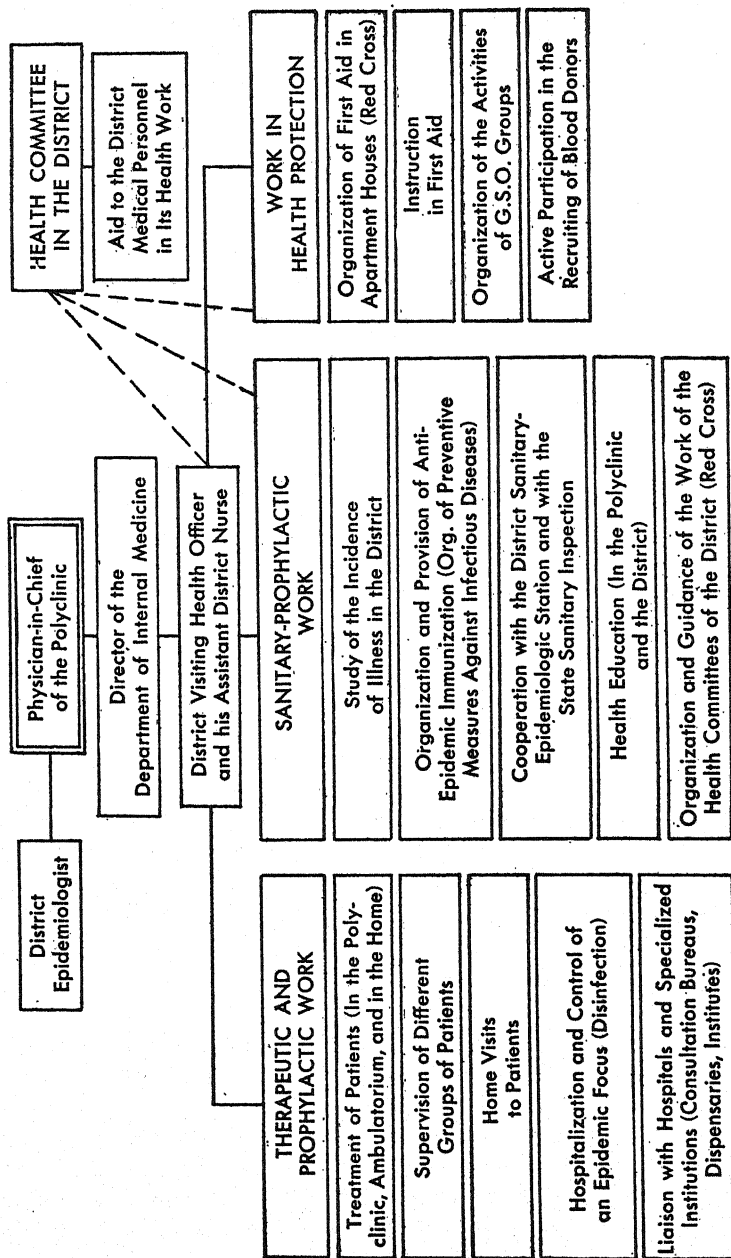 District
Epidemiologist
Physician-in-Chief
of the Polyclinic
Director of the
Department of Internal Medicine
District Visiting Health Officer
and his Assistant District Nurse
HEALTH COMMITTEE
IN THE DISTRICT
Aid to the District
Medical Personnel
in Its Health Work
THERAPEUTIC AND
PROPHYLACTIC WORK
Treatment of Patients (In the Poly-
clinic, Ambulatorium, and in the Home)
Supervision of Different
Groups of Patients
Home Visits
to Patients
Hospitalization and Control of
an Epidemic Focus (Disinfection)
Liaison with Hospitals and Specialized
Institutions (Consultation Bureaus,
Dispensaries, Institutes)
SANITARY-PROPHYLACTIC
WORK
Study of the Incidence
of Illness in the District
Organization and Provision of Anti-
Epidemic Immunization (Org. of Preventive
Measures Against Infectious Diseases)
Cooperation with the District Sanitary-
Epidemiologic Station and with the
State Sanitary Inspection
Health Education (In the Polyclinic
and the District)
Organization and Guidance of the Work of the
Health Committees of the District (Red Cross)
WORK IN
HEALTH PROTECTION
Organization of First Aid in
Apartment Houses (Red Cross)
Instruction
in First Aid
Organization of the Activities
of G.S.O. Groups
Active Participation in the
Recruiting of Blood Donors